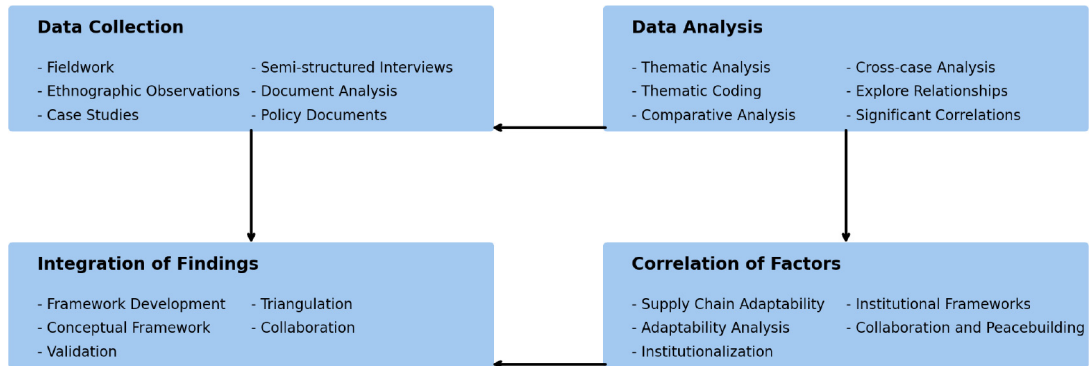 Data Collection
- Fieldwork
- Ethnographic Observations
- Case Studies
- Semi-structured Interviews
- Document Analysis
- Policy Documents
Data Analysis
- Thematic Analysis
- Thematic Coding
- Comparative Analysis
- Cross-case Analysis
- Explore Relationships
- Significant Correlations
Integration of Findings
- Framework Development
- Conceptual Framework
- Validation
- Triangulation
- Collaboration
Correlation of Factors
- Supply Chain Adaptability
- Adaptability Analysis
- Institutionalization
- Institutional Frameworks
- Collaboration and Peacebuilding